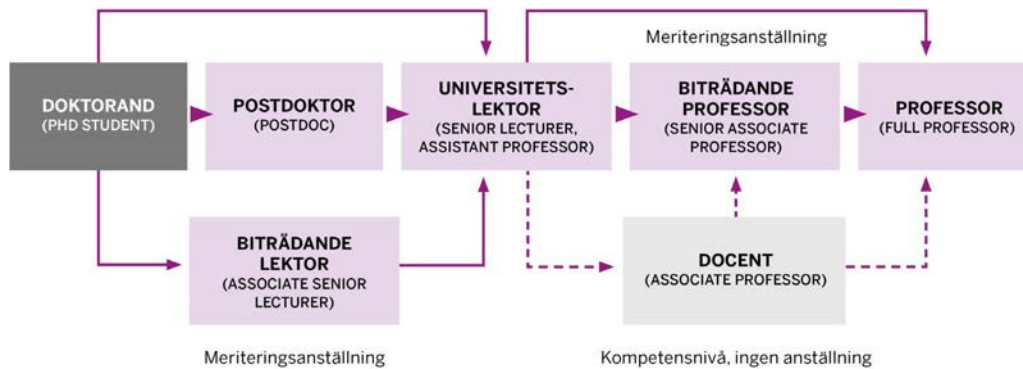 Meriteringsanställning
DOKTORAND
(PHD STUDENT)
POSTDOKTOR
(POSTDOC)
UNIVERSITETS-
LEKTOR
(SENIOR LECTURER,
ASSISTANT PROFESSOR)
BITRÄDANDE
PROFESSOR
(SENIOR ASSOCIATE
PROFESSOR)
PROFESSOR
(FULL PROFESSOR)
BITRÄDANDE
LEKTOR
(ASSOCIATE SENIOR
LECTURER)
DOCENT
(ASSOCIATE PROFESSOR)
Meriteringsanställning
Kompetensnivå, ingen anställning